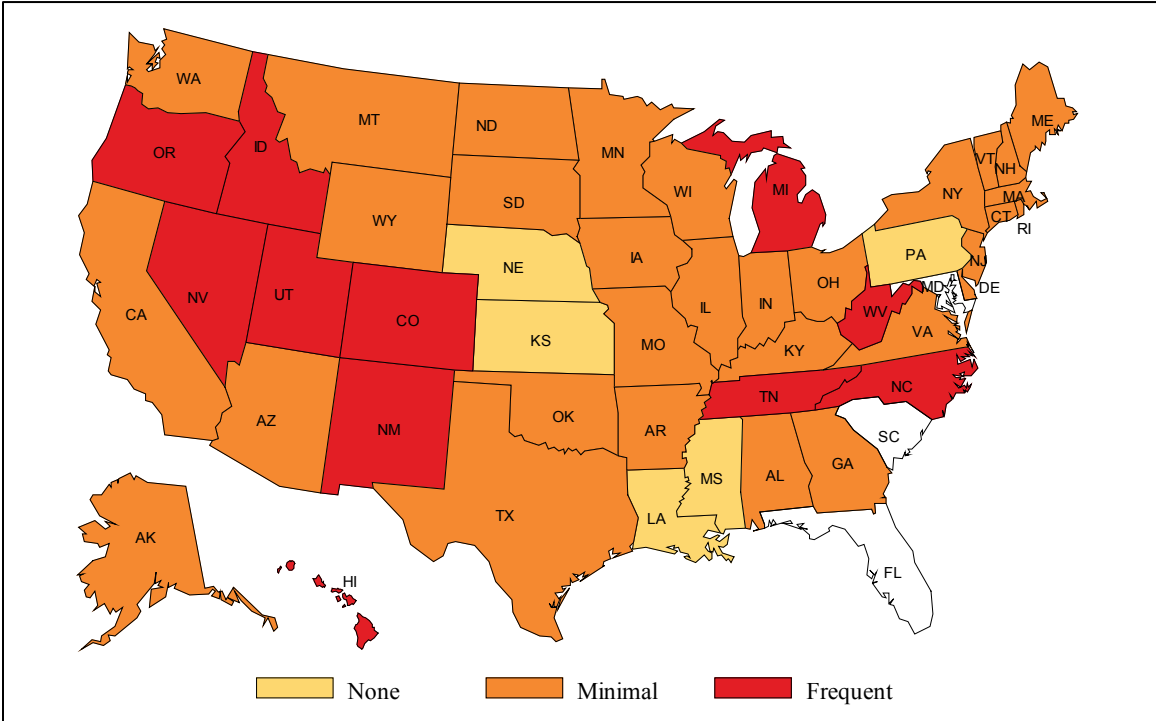 WA
MT
ND
MN
ME
OR
ID
VT
NH
WI
MI
NY
MA
SD
WY
CT
RI
IA
PA
NE
NJ
OH
IL
IN
DE
MD
NV
UT
CO
WV
CA
VA
KS
MO
KY
TN
NC
OK
AZ
NM
AR
SC
GA
MS
AL
TX
LA
AK
FL
HI
None
Minimal
Frequent